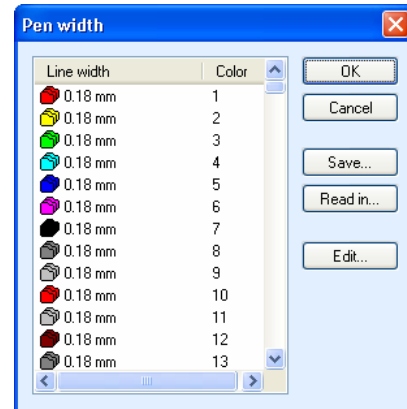 Pen width
Line width Color
0.18 mm 1
0.18 mm 2
0.18 mm 3
0.18 mm 4
0.18 mm 5
0.18 mm 6
0.18 mm 7
0.18 mm 8
0.18 mm 9
0.18 mm 10
0.18 mm 11
0.18 mm 12
0.18 mm 13
OK
Cancel
Save...
Read in...
Edit...